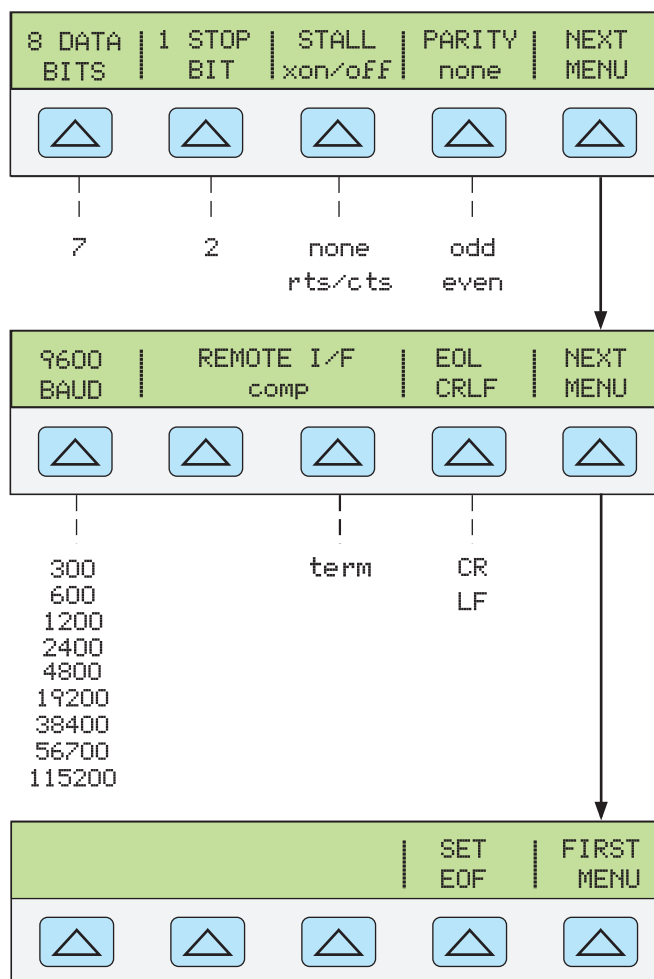 8 DATA 1 STOP STALL PARITY NEXT
BITS BIT xon/off none MENU
7 2 none odd
rts/cts even
9600 REMOTE I/F EOL NEXT
BAUD comp CRLF MENU
300 term CR
600 LF
1200
2400
4800
19200
38400
56700
115200
SET FIRST
EOF MENU